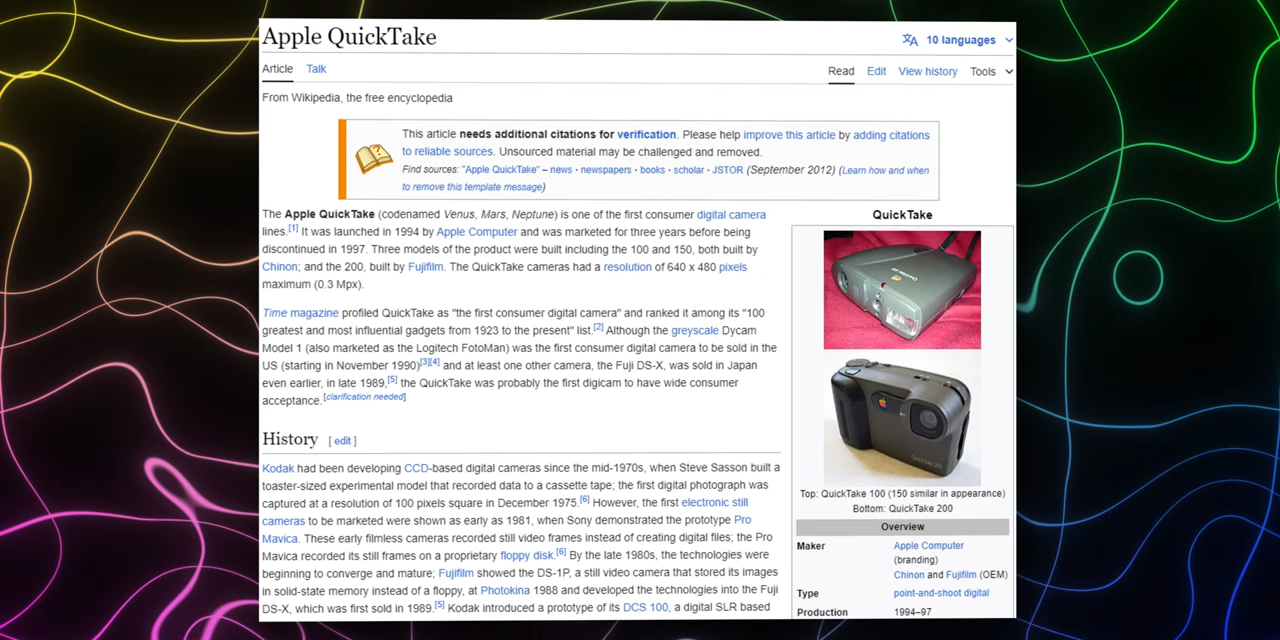 Apple QuickTake
10 languages
Article Talk
Read Edit View history Tools
From Wikipedia, the free encyclopedia
This article needs additional citations for verification. Please help improve this article by adding citations
to reliable sources. Unsourced material may be challenged and removed.
Find sources: "Apple QuickTake" – news · newspapers · books · scholar · JSTOR (September 2012) (Learn how and when
to remove this template message)
The Apple QuickTake (codenamed Venus, Mars, Neptune) is one of the first consumer digital camera
lines.[1] It was launched in 1994 by Apple Computer and was marketed for three years before being
discontinued in 1997. Three models of the product were built including the 100 and 150, both built by
Chinon; and the 200, built by Fujifilm. The QuickTake cameras had a resolution of 640 x 480 pixels
maximum (0.3 Mpx).
Time magazine profiled QuickTake as "the first consumer digital camera" and ranked it among its "100
greatest and most influential gadgets from 1923 to the present" list.[2] Although the greyscale Dycam
Model 1 (also marketed as the Logitech FotoMan) was the first consumer digital camera to be sold in the
US (starting in November 1990)[3][4] and at least one other camera, the Fuji DS-X, was sold in Japan
even earlier, in late 1989,[5] the QuickTake was probably the first digicam to have wide consumer
acceptance.[clarification needed]
History [ edit ]
Kodak had been developing CCD-based digital cameras since the mid-1970s, when Steve Sasson built a
toaster-sized experimental model that recorded data to a cassette tape; the first digital photograph was
captured at a resolution of 100 pixels square in December 1975.[6] However, the first electronic still
cameras to be marketed were shown as early as 1981, when Sony demonstrated the prototype Pro
Mavica. These early filmless cameras recorded still video frames instead of creating digital files; the Pro
Mavica recorded its still frames on a proprietary floppy disk.[6] By the late 1980s, the technologies were
beginning to converge and mature; Fujifilm showed the DS-1P, a still video camera that stored its images
in solid-state memory instead of a floppy, at Photokina 1988 and developed the technologies into the Fuji
DS-X, which was first sold in 1989.[5] Kodak introduced a prototype of its DCS 100, a digital SLR based
QuickTake
QuickTake 200
Top: QuickTake 100 (150 similar in appearance)
Bottom: QuickTake 200
Overview
Maker Apple Computer
(branding)
Chinon and Fujifilm (OEM)
Type point-and-shoot digital
Production 1994–97